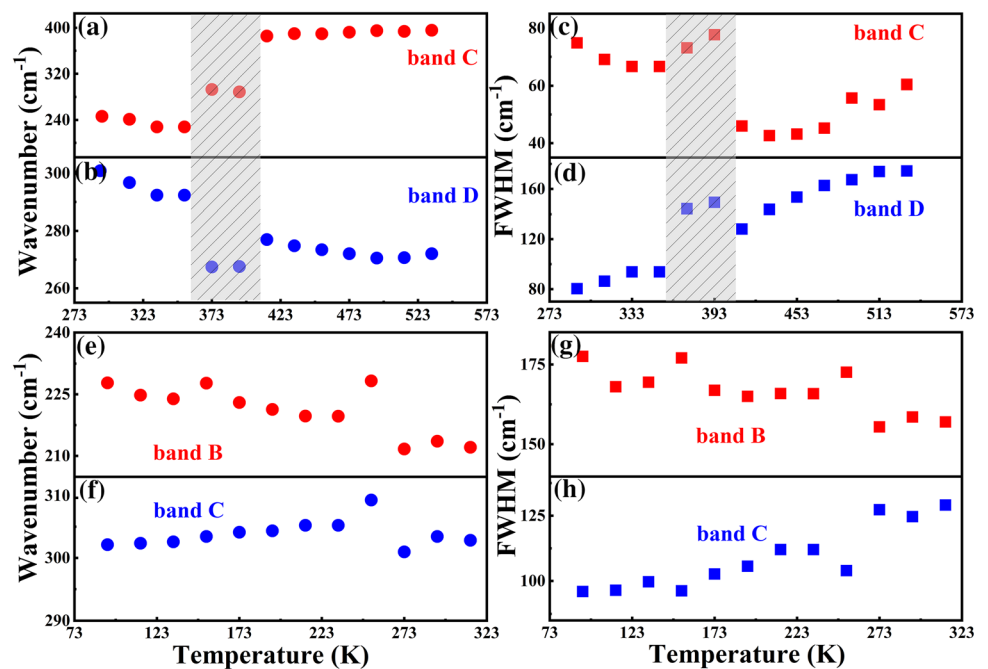 (a)
400
360
280
240
band C
Wavenumber (cm⁻¹)
(b)
300
290
270
260
band D
273 323 373 423 473 523 573
(c)
80
60
40
band C
FWHM (cm⁻¹)
(d)
160
120
80
band D
273 333 393 453 513 573
(e)
240
225
210
band B
Wavenumber (cm⁻¹)
(f)
310
300
290
band C
73 123 173 223 273 323
Temperature (K)
(g)
175
150
band B
FWHM (cm⁻¹)
(h)
125
100
band C
73 123 173 223 273 323
Temperature (K)